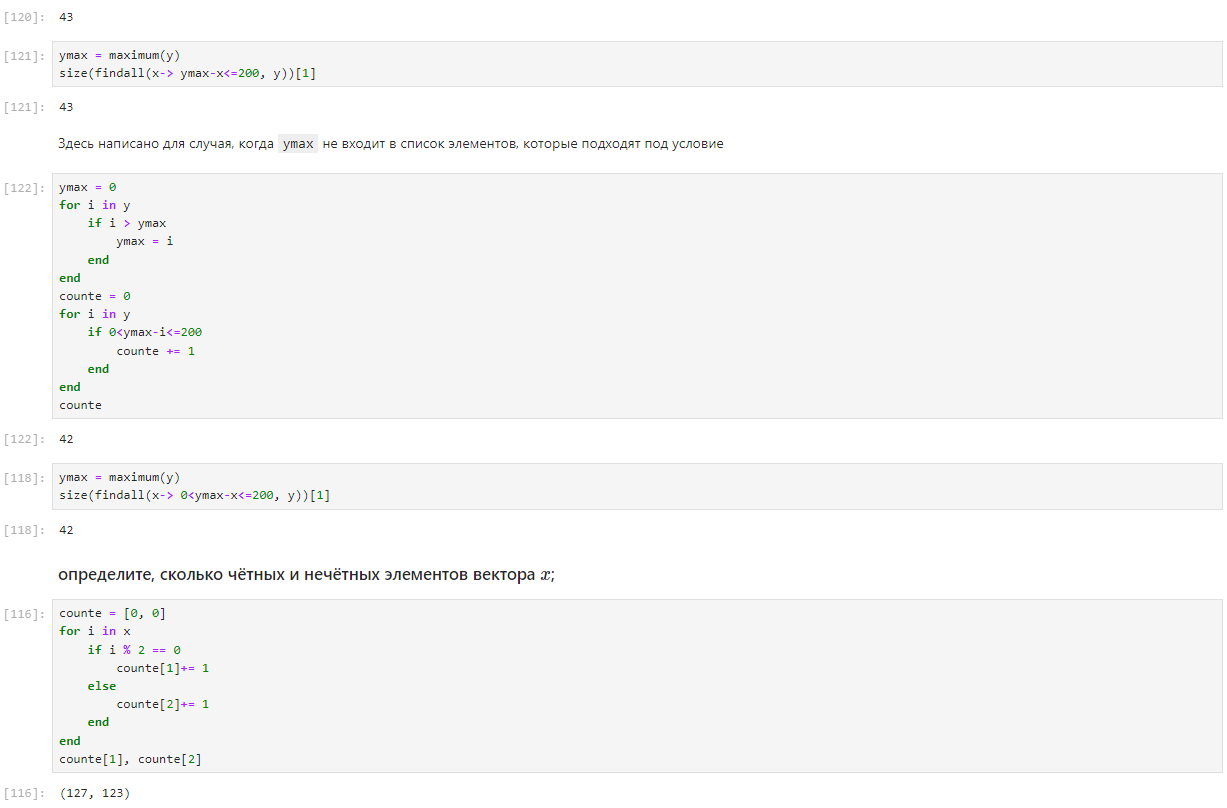 [120]: 43
[121]: ymax = maximum(y)
size(findall(x-> ymax-x<=200, y))[1]
[121]: 43
Здесь написано для случая, когда ymax не входит в список элементов, которые подходят под условие
[122]: ymax = 0
for i in y
    if i > ymax
        ymax = i
    end
end
counte = 0
for i in y
    if 0<ymax-i<=200
        counte += 1
    end
end
counte
[122]: 42
[118]: ymax = maximum(y)
size(findall(x-> 0<ymax-x<=200, y))[1]
[118]: 42
определите, сколько чётных и нечётных элементов вектора x;
[116]: counte = [0, 0]
for i in x
    if i % 2 == 0
        counte[1]+= 1
    else
        counte[2]+= 1
    end
end
counte[1], counte[2]
[116]: (127, 123)